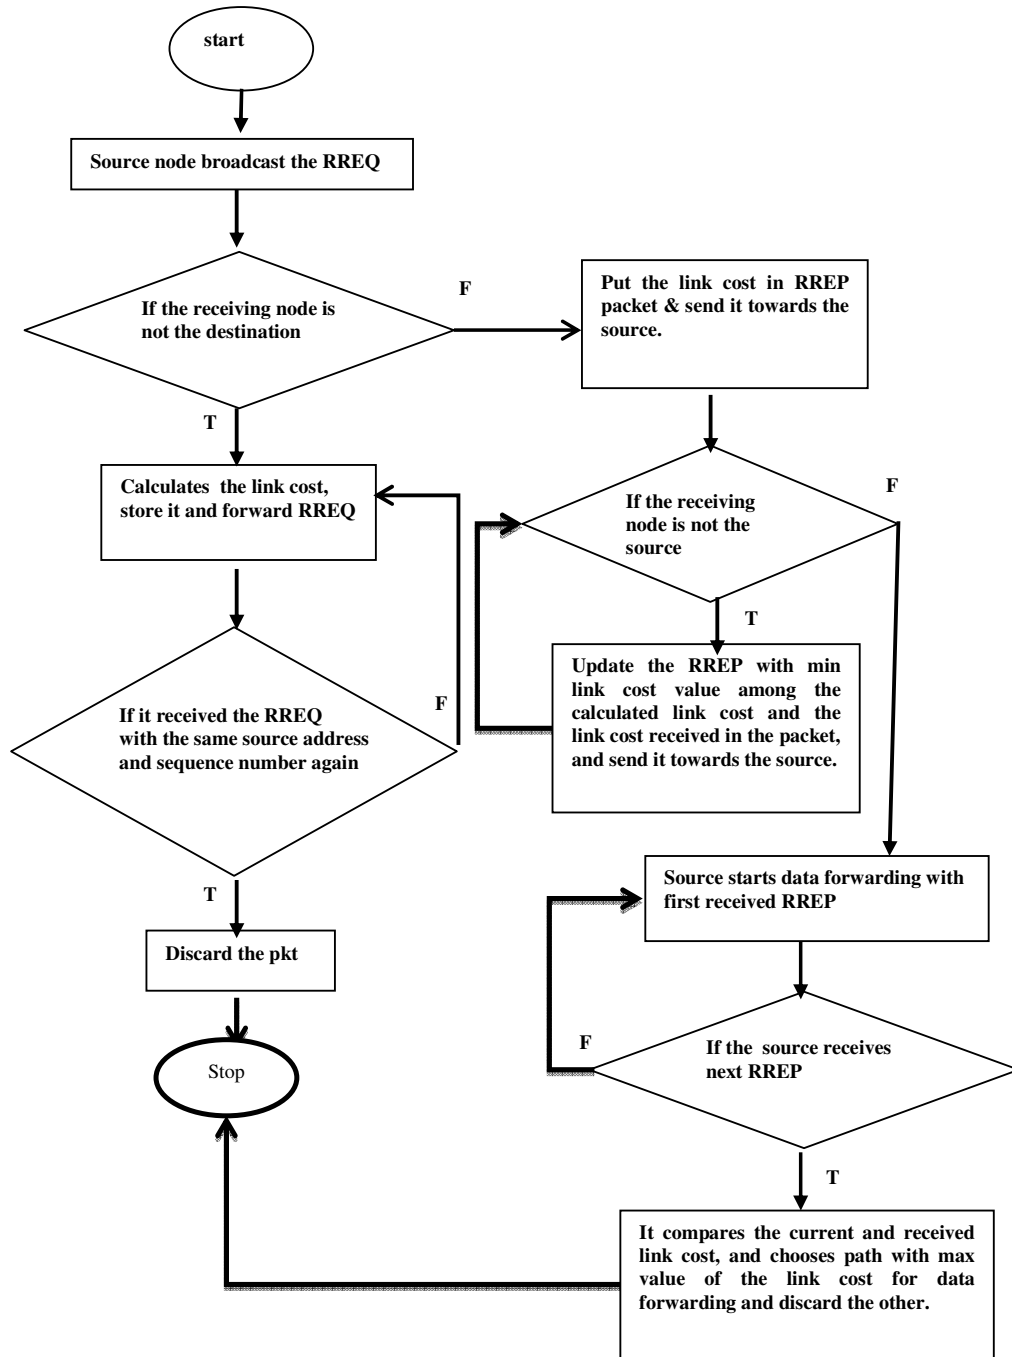 start
Source node broadcast the RREQ
If the receiving node is
not the destination
F
T
Put the link cost in RREP
packet & send it towards the
source.
Calculates the link cost,
store it and forward RREQ
If the receiving
node is not the
source
F
T
If it received the RREQ
with the same source address
and sequence number again
F
T
Update the RREP with min
link cost value among the
calculated link cost and the
link cost received in the packet,
and send it towards the source.
Source starts data forwarding with
first received RREP
Discard the pkt
Stop
If the source receives
next RREP
F
T
It compares the current and received
link cost, and chooses path with max
value of the link cost for data
forwarding and discard the other.